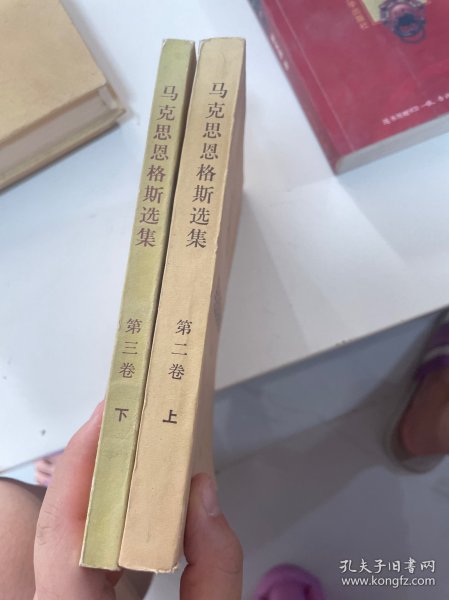 马克思恩格斯选集
第三卷
下
马克思恩格斯选集
第二卷
上
孔夫子旧书网
www.kongfz.com